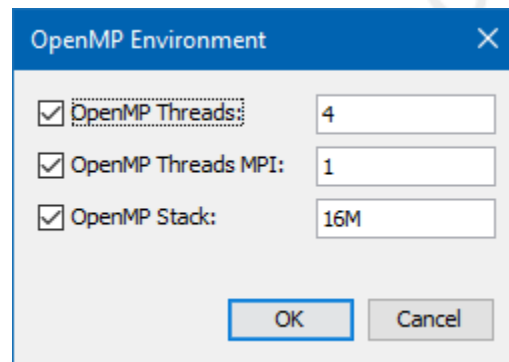 OpenMP Environment
OpenMP Threads: 4
OpenMP Threads MPI: 1
OpenMP Stack: 16M
OK Cancel